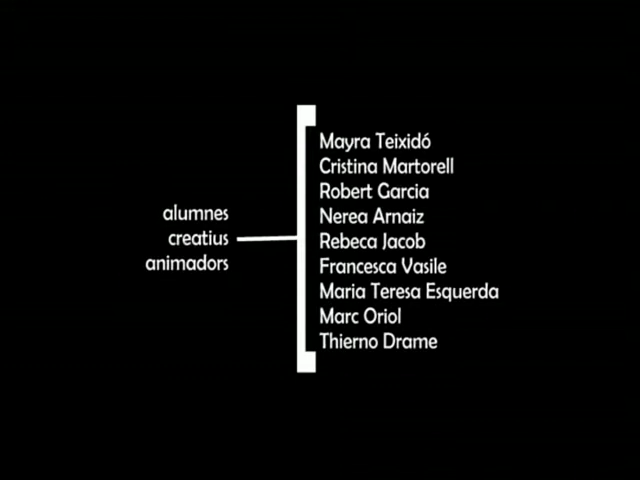 alumnes
creatius
animadors
Mayra Teixidó
Cristina Martorell
Robert Garcia
Nerea Arnaiz
Rebeca Jacob
Francesca Vasile
Maria Teresa Esquerda
Marc Oriol
Thierno Drame